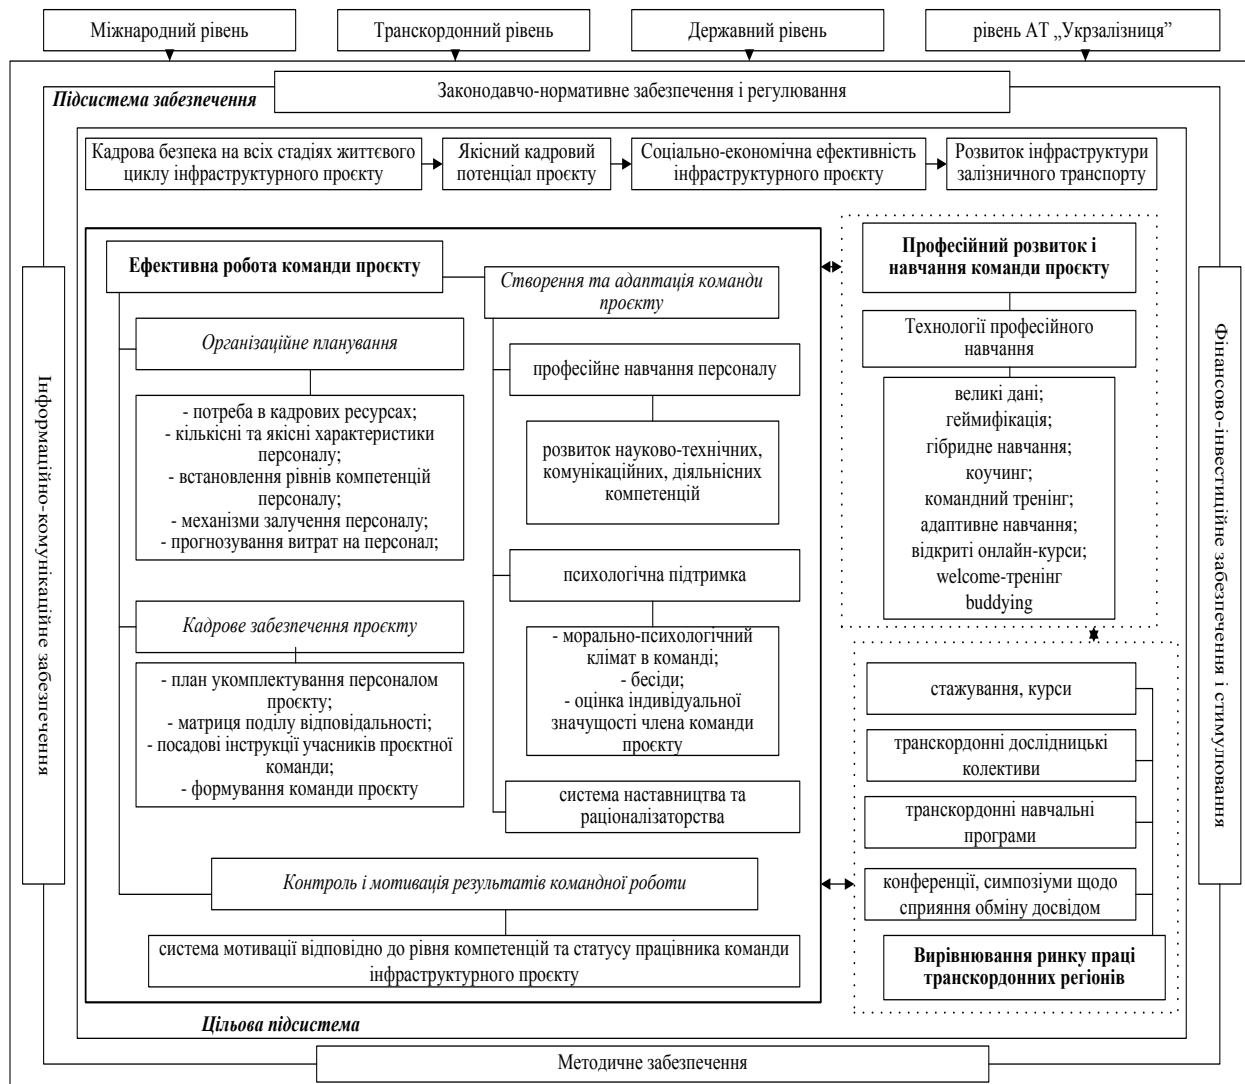 Міжнародний рівень
Транскордонний рівень
Державний рівень
рівень АТ „Укрзалізниця”
Підсистема забезпечення
Законодавчо-нормативне забезпечення і регулювання
Кадрова безпека на всіх стадіях життєвого
циклу інфраструктурного проєкту
Якісний кадровий
потенціал проєкту
Соціально-економічна ефективність
інфраструктурного проєкту
Розвиток інфраструктури
залізничного транспорту
Інформаційно-комунікаційне забезпечення
Ефективна робота команди проєкту
Організаційне планування
- потреба в кадрових ресурсах;
- кількісні та якісні характеристики
персоналу;
- встановлення рівнів компетенцій
персоналу;
- механізми залучення персоналу;
- прогнозування витрат на персонал;
Кадрове забезпечення проєкту
- план укомплектування персоналом
проєкту;
- матриця поділу відповідальності;
- посадові інструкції учасників проєктної
команди;
- формування команди проєкту
Створення та адаптація команди
проєкту
професійне навчання персоналу
розвиток науково-технічних,
комунікаційних, діяльнісних
компетенцій
психологічна підтримка
- морально-психологічний
клімат в команді;
- бесіди;
- оцінка індивідуальної
значущості члена команди
проєкту
система наставництва та
раціоналізаторства
Контроль і мотивація результатів командної роботи
система мотивації відповідно до рівня компетенцій та статусу працівника команди
інфраструктурного проєкту
Професійний розвиток і
навчання команди проєкту
Технології професійного
навчання
великі дані;
геймифікація;
гібридне навчання;
коучинг;
командний тренінг;
адаптивне навчання;
відкриті онлайн-курси;
welcome-тренінг
buddying
стажування, курси
транскордонні дослідницькі
колективи
транскордонні навчальні
програми
конференції, симпозіуми щодо
сприяння обміну досвідом
Вирівнювання ринку праці
транскордонних регіонів
Фінансово-інвестиційне забезпечення і стимулювання
Цільова підсистема
Методичне забезпечення